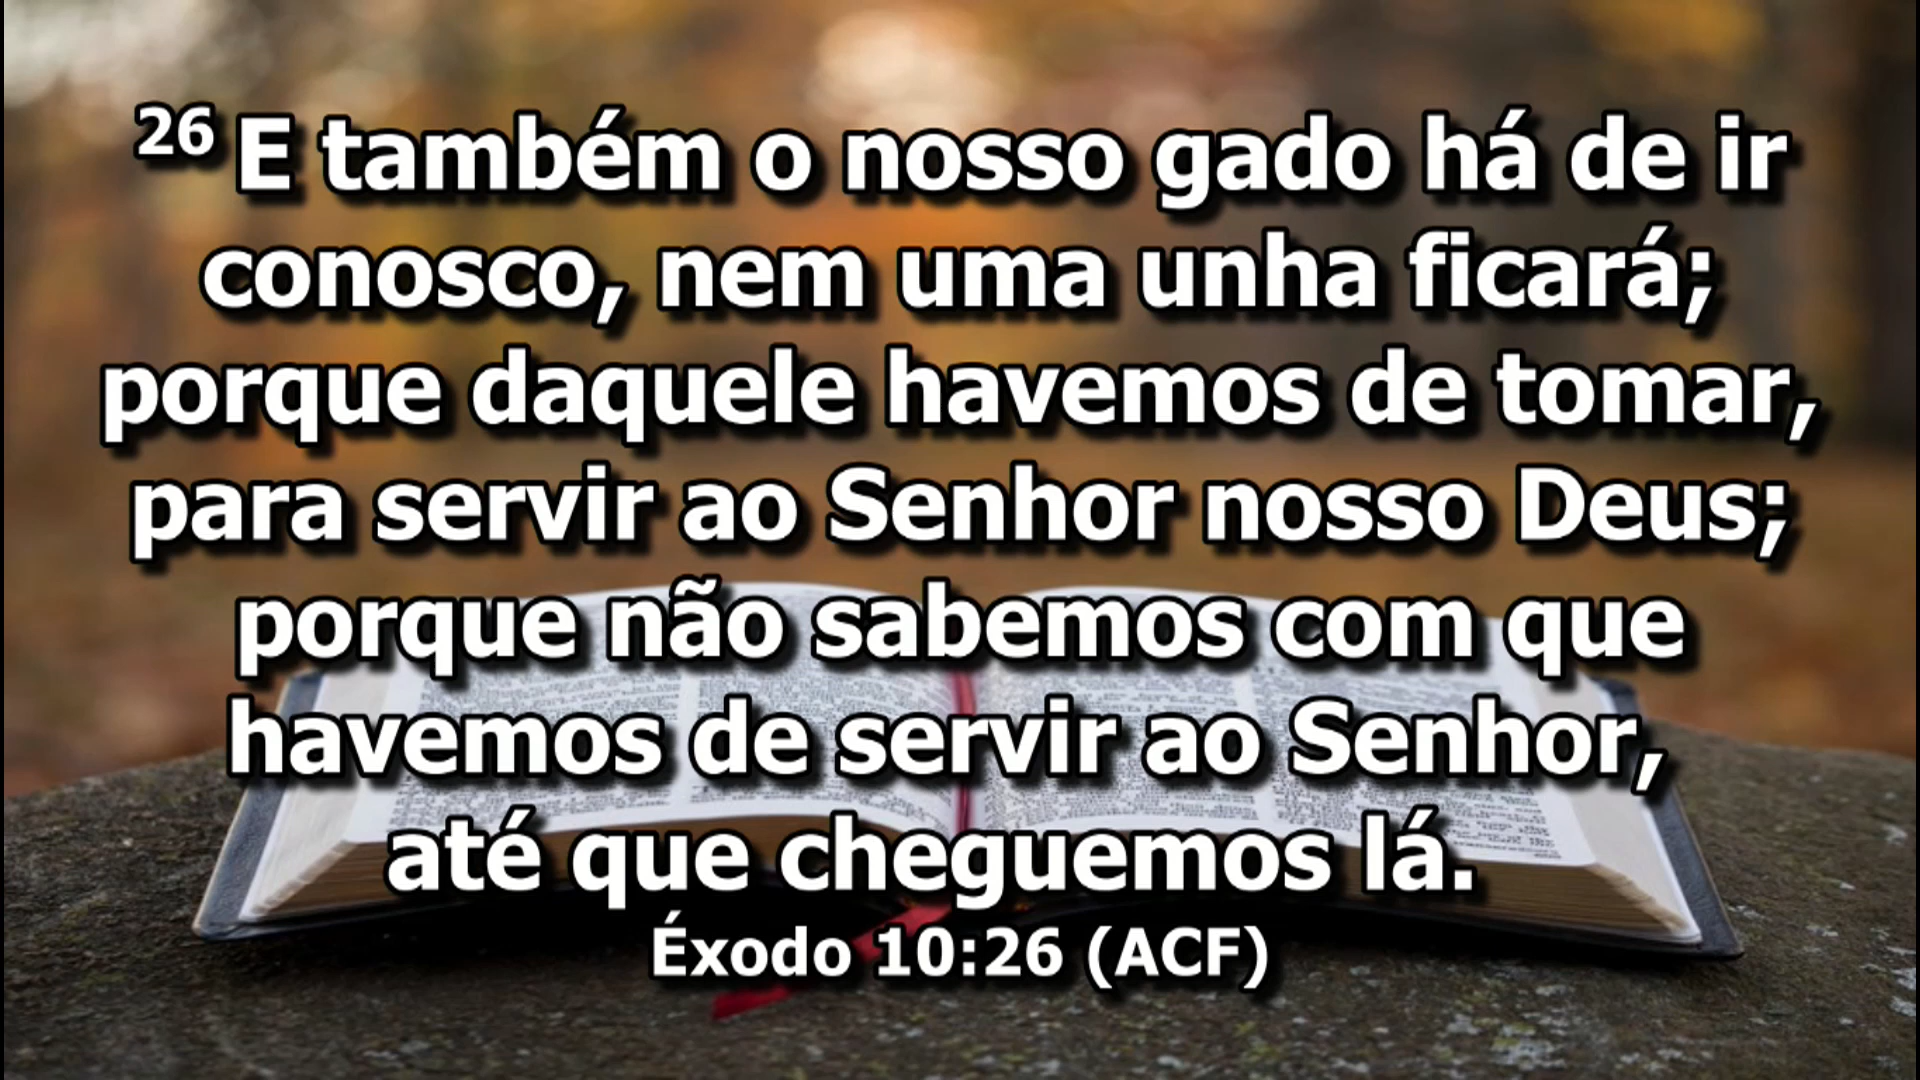 26 E também o nosso gado há de ir
conosco, nem uma unha ficará;
porque daquele havemos de tomar,
para servir ao Senhor nosso Deus;
porque não sabemos com que
havemos de servir ao Senhor,
até que cheguemos lá.
Éxodo 10:26 (ACF)